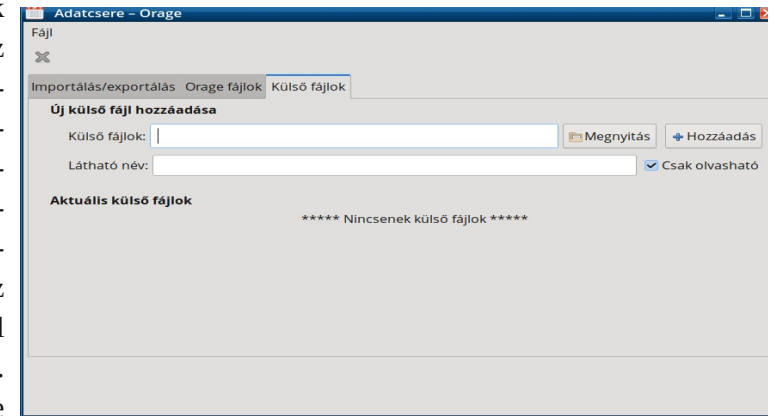 Adatcsere – Orage
Fájl
Importálás/exportálás Orage fájlok Külső fájlok
Új külső fájl hozzáadása
Külső fájlok: Megnyitás Hozzáadás
Látható név: Csak olvasható
Aktuális külső fájlok
***** Nincsenek külső fájlok *****